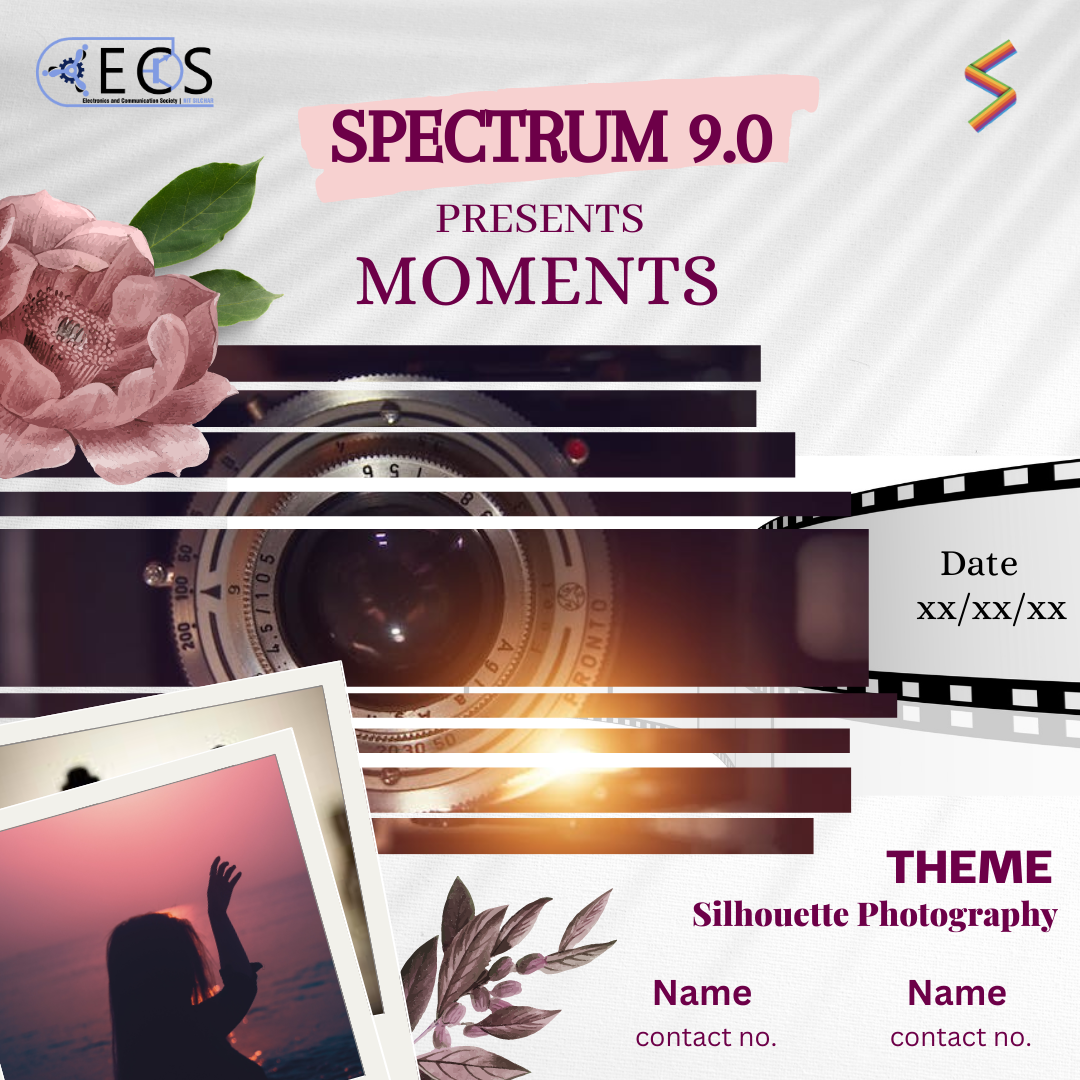 ECS
Electronics and Communication Society | NIT SILCHAR
SPECTRUM 9.0
PRESENTS
MOMENTS
Date
xx/xx/xx
THEME
Silhouette Photography
Name
contact no.
Name
contact no.